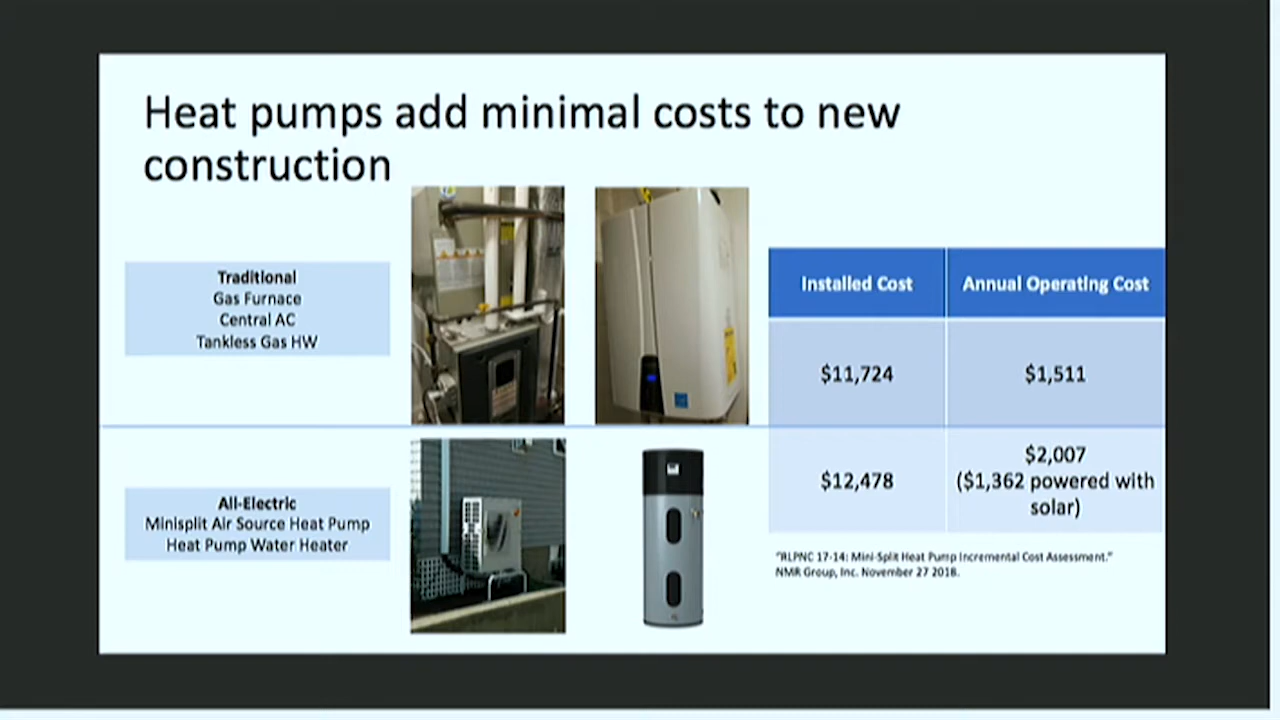 Heat pumps add minimal costs to new
construction
Traditional
Gas Furnace
Central AC
Tankless Gas HW
Installed Cost
Annual Operating Cost
$11,724
$1,511
All-Electric
Minisplit Air Source Heat Pump
Heat Pump Water Heater
$12,478
$2,007
($1,362 powered with
solar)
"RLPNC 17-14: Mini-Split Heat Pump Incremental Cost Assessment."
NMR Group, Inc. November 27 2018.